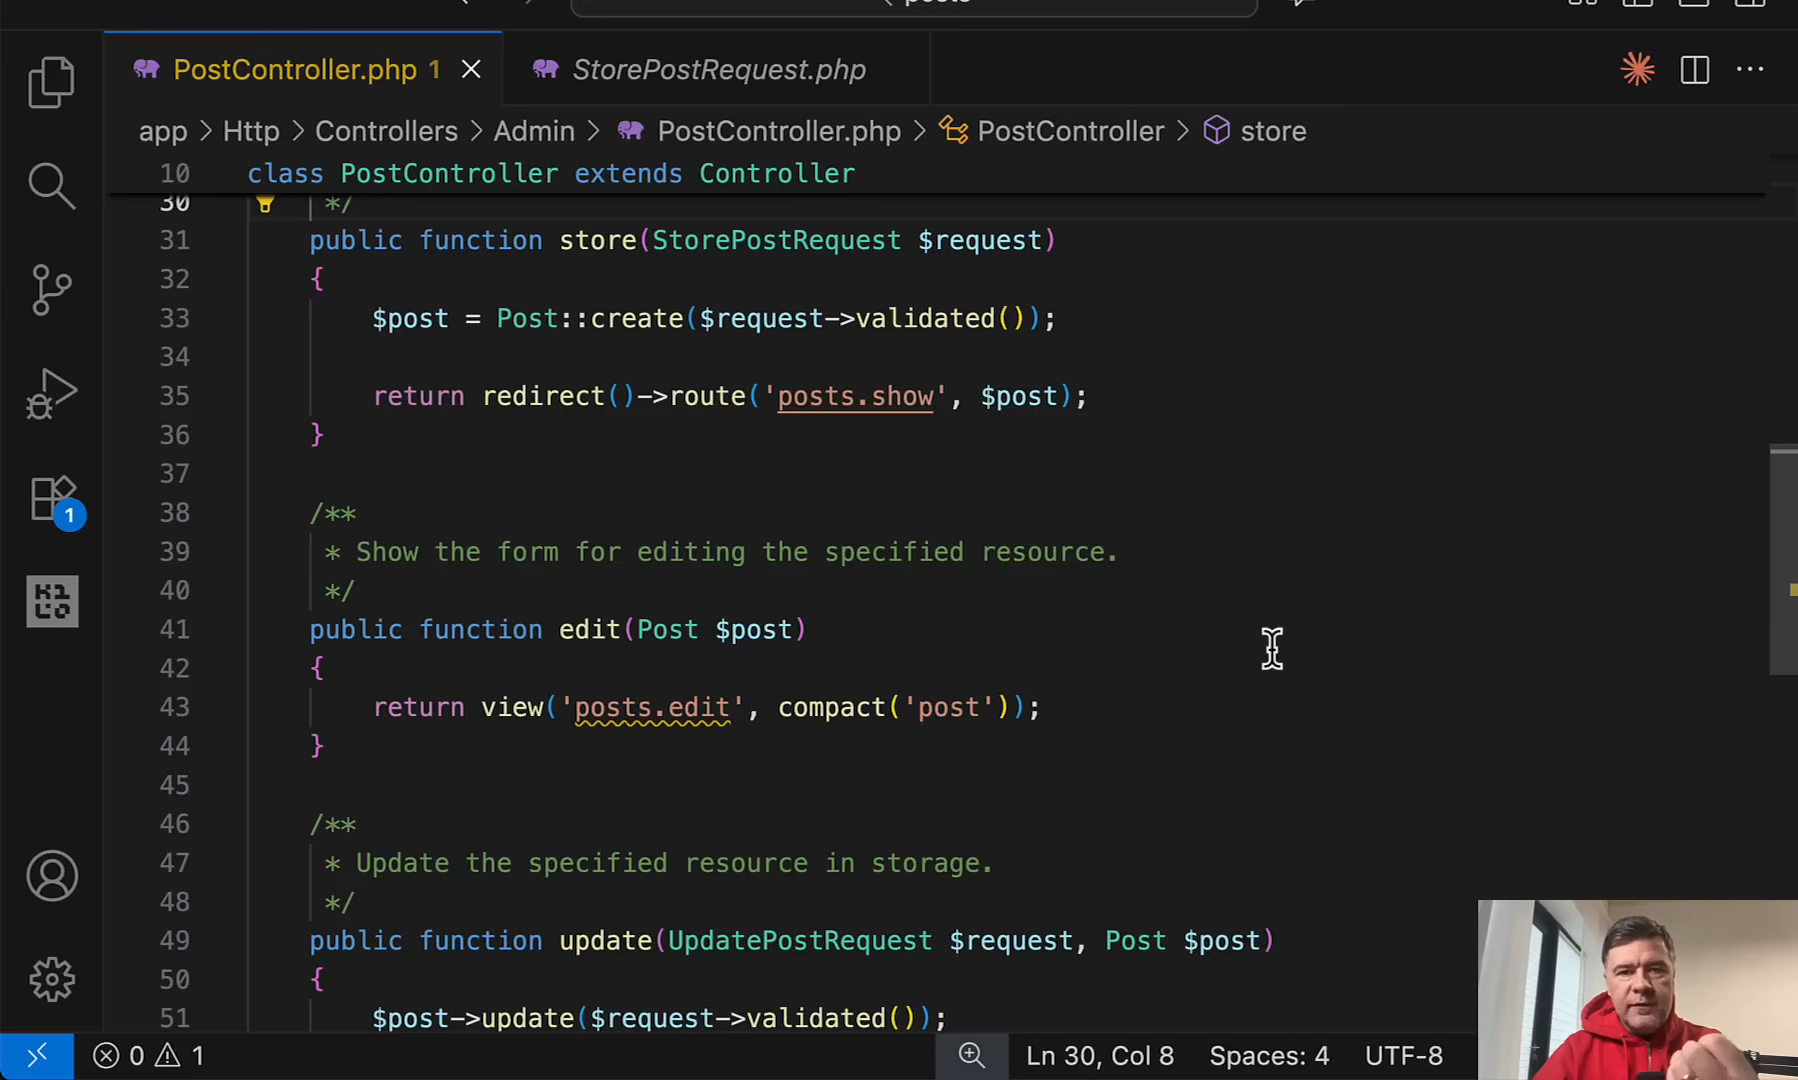 posts
PostController.php 1
StorePostRequest.php
app > Http > Controllers > Admin > PostController.php > PostController > store
10 class PostController extends Controller
30 */
31 public function store(StorePostRequest $request)
32 {
33 $post = Post::create($request->validated());
34
35 return redirect()->route('posts.show', $post);
36 }
37
38 /**
39 * Show the form for editing the specified resource.
40 */
41 public function edit(Post $post)
42 {
43 return view('posts.edit', compact('post'));
44 }
45
46 /**
47 * Update the specified resource in storage.
48 */
49 public function update(UpdatePostRequest $request, Post $post)
50 {
51 $post->update($request->validated());
1
KILO
0 1 Ln 30, Col 8 Spaces: 4 UTF-8